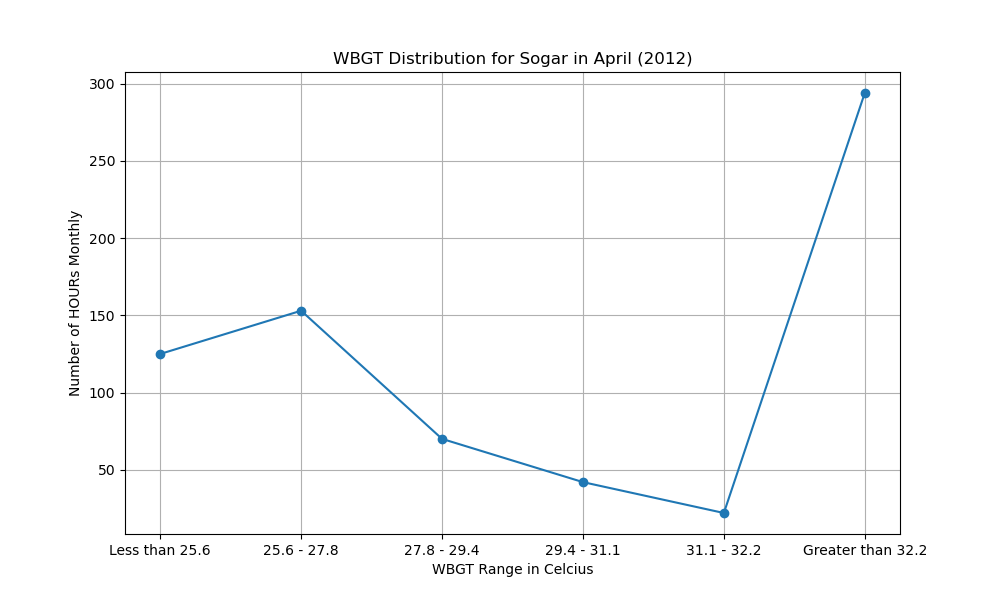 WBGT Distribution for Sogar in April (2012)
Number of HOURs Monthly
300
250
200
150
100
50
Less than 25.6
25.6 - 27.8
27.8 - 29.4
29.4 - 31.1
31.1 - 32.2
Greater than 32.2
WBGT Range in Celcius